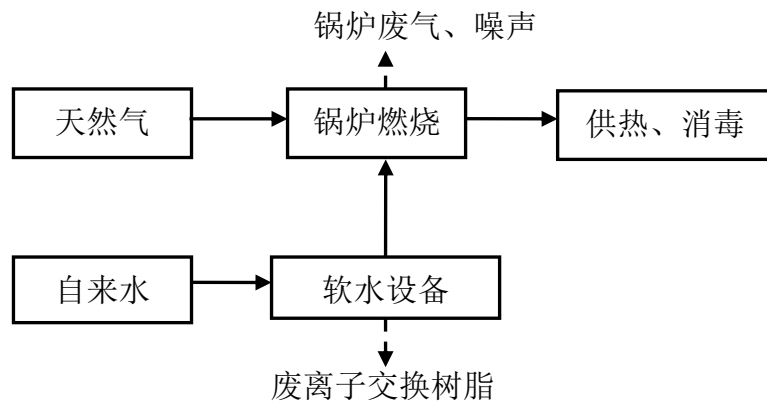 锅炉废气、噪声
天然气
锅炉燃烧
供热、消毒
自来水
软水设备
废离子交换树脂